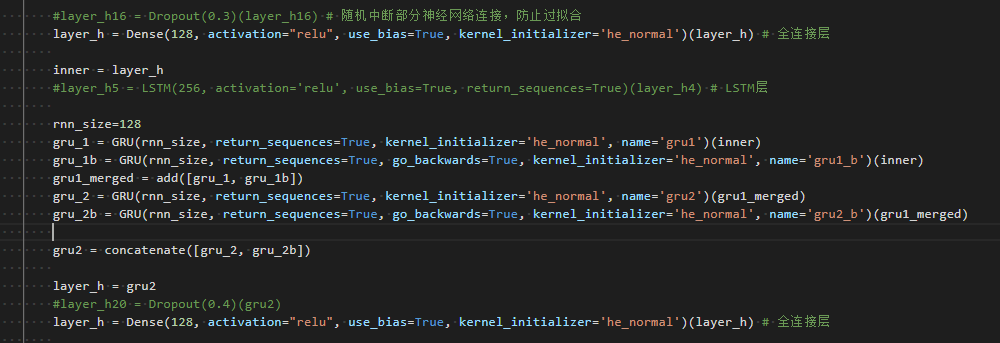 #layer_h16 = Dropout(0.3)(layer_h16) # 随机中断部分神经网络连接，防止过拟合
layer_h = Dense(128, activation="relu", use_bias=True, kernel_initializer='he_normal')(layer_h) # 全连接层
inner = layer_h
#layer_h5 = LSTM(256, activation='relu', use_bias=True, return_sequences=True)(layer_h4) # LSTM层
rnn_size=128
gru_1 = GRU(rnn_size, return_sequences=True, kernel_initializer='he_normal', name='gru1')(inner)
gru_1b = GRU(rnn_size, return_sequences=True, go_backwards=True, kernel_initializer='he_normal', name='gru1_b')(inner)
gru1_merged = add([gru_1, gru_1b])
gru_2 = GRU(rnn_size, return_sequences=True, kernel_initializer='he_normal', name='gru2')(gru1_merged)
gru_2b = GRU(rnn_size, return_sequences=True, go_backwards=True, kernel_initializer='he_normal', name='gru2_b')(gru1_merged)
gru2 = concatenate([gru_2, gru_2b])
layer_h = gru2
#layer_h20 = Dropout(0.4)(gru2)
layer_h = Dense(128, activation="relu", use_bias=True, kernel_initializer='he_normal')(layer_h) # 全连接层